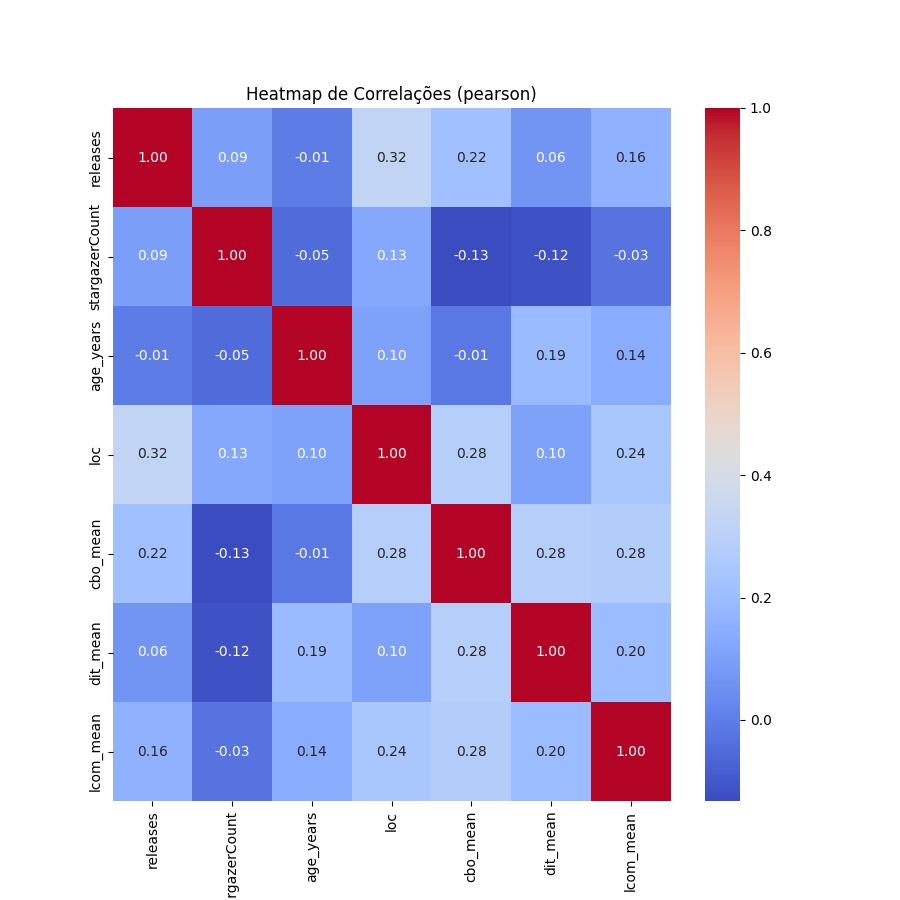 Heatmap de Correlações (pearson)
releases 1.00 0.09 -0.01 0.32 0.22 0.06 0.16
stargazerCount 0.09 1.00 -0.05 0.13 -0.13 -0.12 -0.03
age_years -0.01 -0.05 1.00 0.10 -0.01 0.19 0.14
loc 0.32 0.13 0.10 1.00 0.28 0.10 0.24
cbo_mean 0.22 -0.13 -0.01 0.28 1.00 0.28 0.28
dit_mean 0.06 -0.12 0.19 0.10 0.28 1.00 0.20
lcom_mean 0.16 -0.03 0.14 0.24 0.28 0.20 1.00
releases rgazerCount age_years loc cbo_mean dit_mean lcom_mean
1.0
0.8
0.6
0.4
0.2
0.0